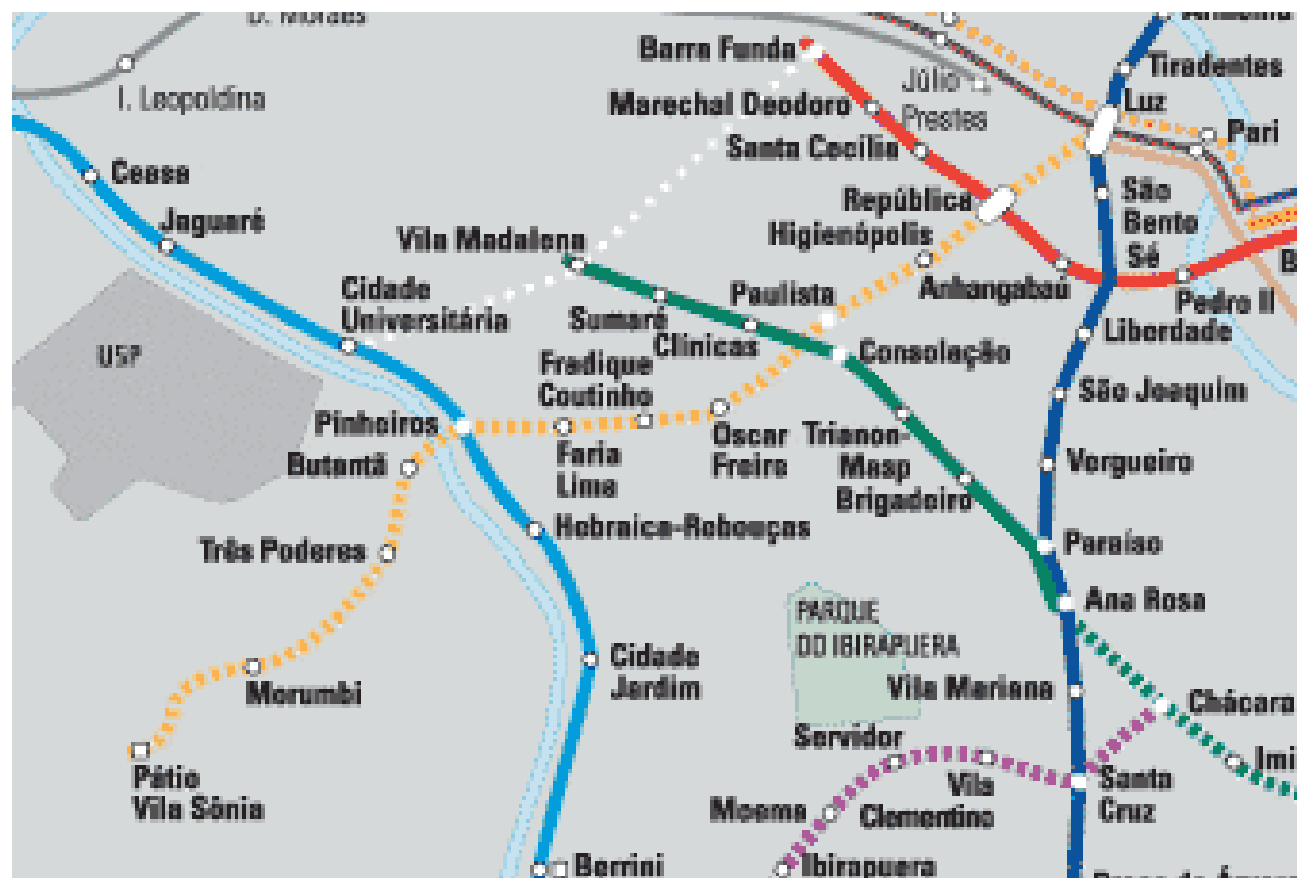 D. Moraes
I. Leopoldina
Barra Funda
Júlio
Prestes
Tiradentes
Marechal Deodoro
Luz
Pari
Santa Cecília
Ceasa
República
São
Bento
Jaguaré
Higienópolis
Vila Madalena
Sé
Anhangabaú
Pedro II
Cidade
Universitária
Paulista
Sumaré
Clínicas
Liberdade
USP
Fredique
Coutinho
Consolação
São Joaquim
Pinheiros
Butantã
Faria
Lima
Oscar
Freire
Trianon-
Masp
Brigadeiro
Vergueiro
Hebraica-Rebouças
Três Poderes
Paraíso
Ana Rosa
PARQUE
DO IBIRAPUERA
Cidade
Jardim
Vila Mariana
Morumbi
Chácara
Servidor
Imi
Pátio
Vila Sônia
Vila
Clementino
Santa
Cruz
Moema
Berrini
Ibirapuera